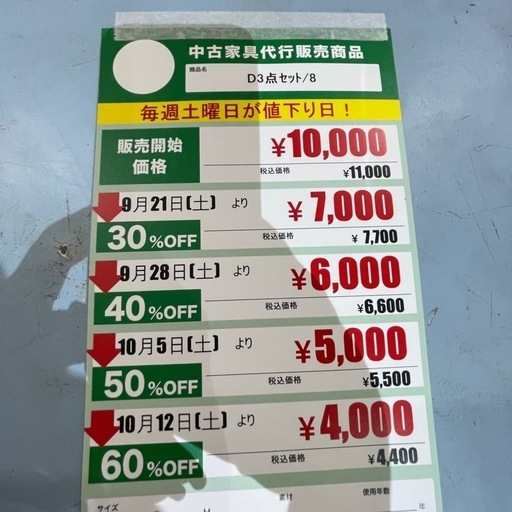 中古家具代行販売商品
商品名
D3点セット/8
毎週土曜日が値下り日！
販売開始
価格
¥10,000
税込価格 ¥11,000
9月21日(土) より ¥7,000
30%OFF 税込価格 ¥7,700
9月28日(土) より ¥6,000
40%OFF 税込価格 ¥6,600
10月5日(土) より ¥5,000
50%OFF 税込価格 ¥5,500
10月12日(土) より ¥4,000
60%OFF 税込価格 ¥4,400
サイズ 素材 使用年数
年